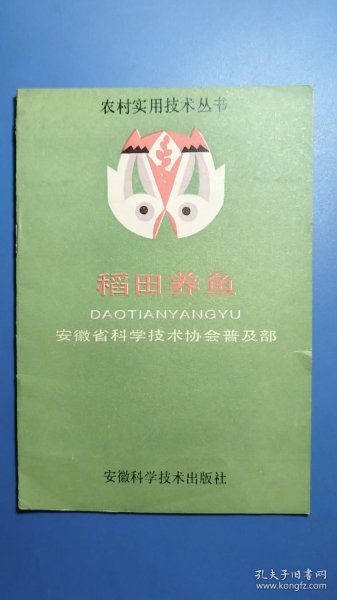 农村实用技术丛书
稻田养鱼
DAOTIANYANGYU
安徽省科学技术协会普及部
安徽科学技术出版社
孔夫子旧书网